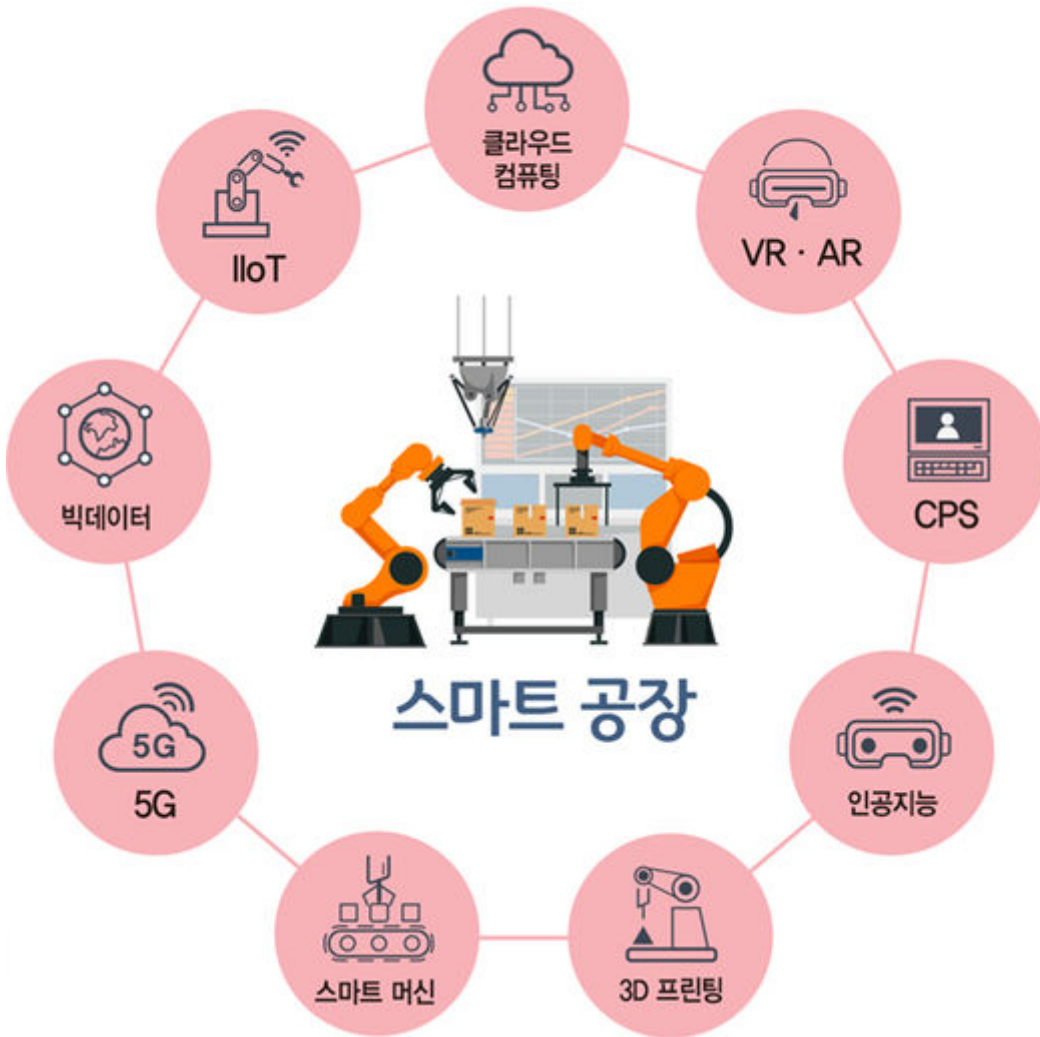 클라우드
컴퓨팅
VR · AR
CPS
인공지능
3D 프린팅
스마트 머신
5G
5G
빅데이터
IIoT
스마트 공장